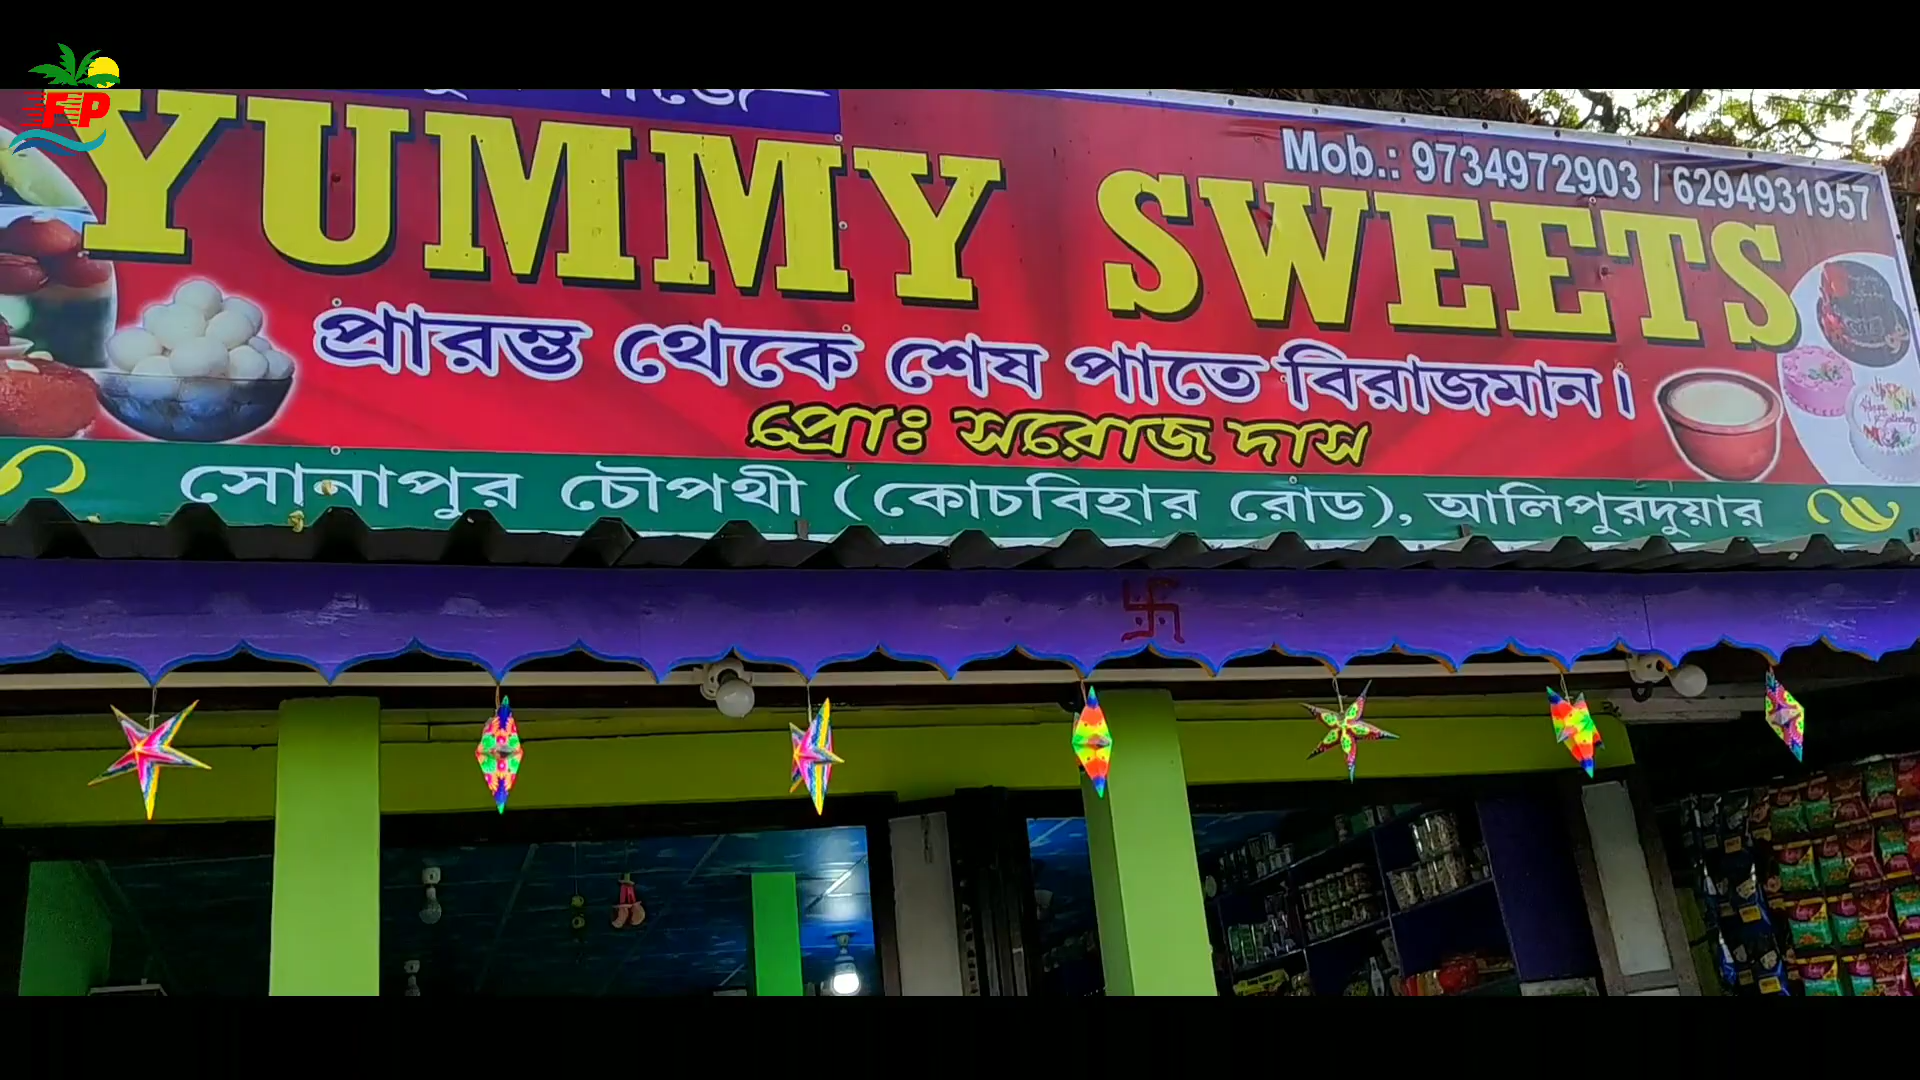 FP
Mob.: 9734972903 / 6294931957
YUMMY SWEETS
প্রারম্ভ থেকে শেষ পাতে বিরাজমান।
প্রোঃ সরোজ দাস
সোনাপুর চৌপথী (কোচবিহার রোড), আলিপুরদুয়ার